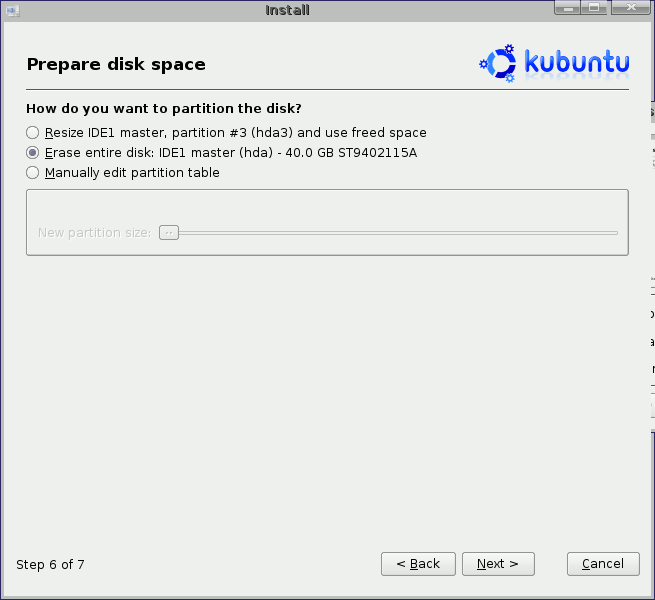 Install
Prepare disk space
kubuntu
How do you want to partition the disk?
Resize IDE1 master, partition #3 (hda3) and use freed space
Erase entire disk: IDE1 master (hda) - 40.0 GB ST9402115A
Manually edit partition table
New partition size:
Step 6 of 7
< Back
Next >
Cancel